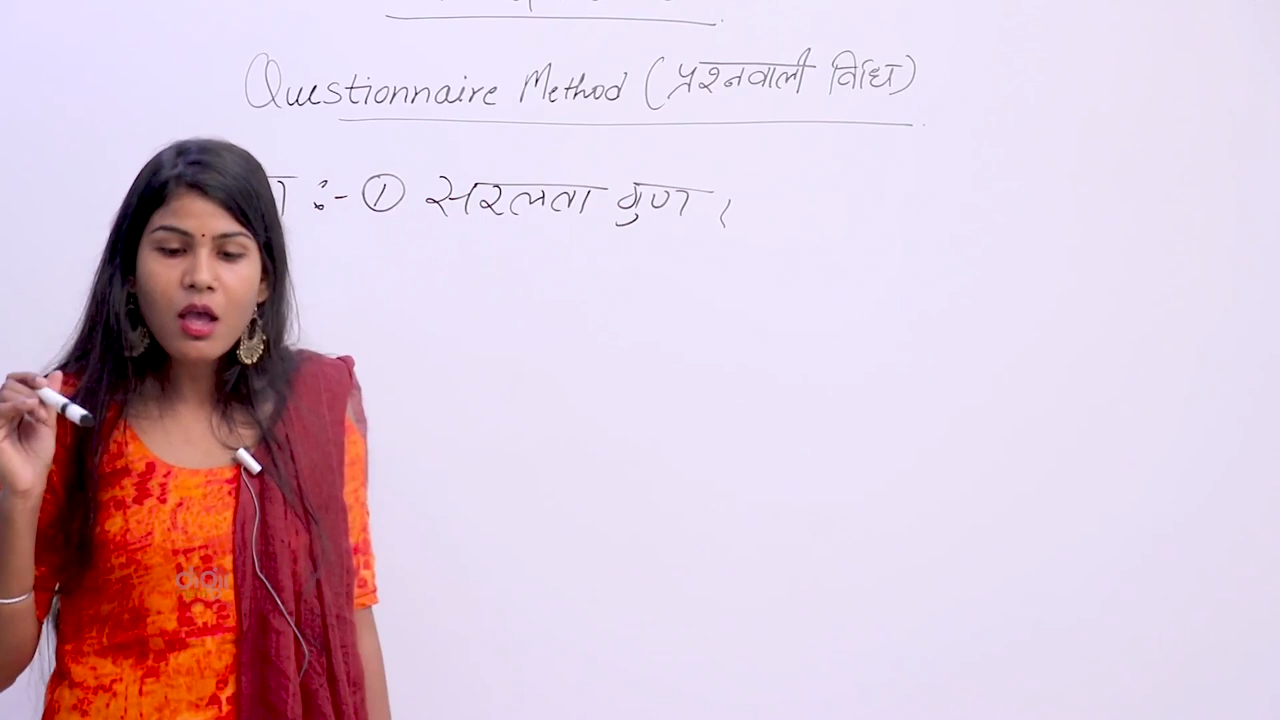 Questionnaire Method (प्रश्नवाली विधि)
:- ① सरलता गुण ।